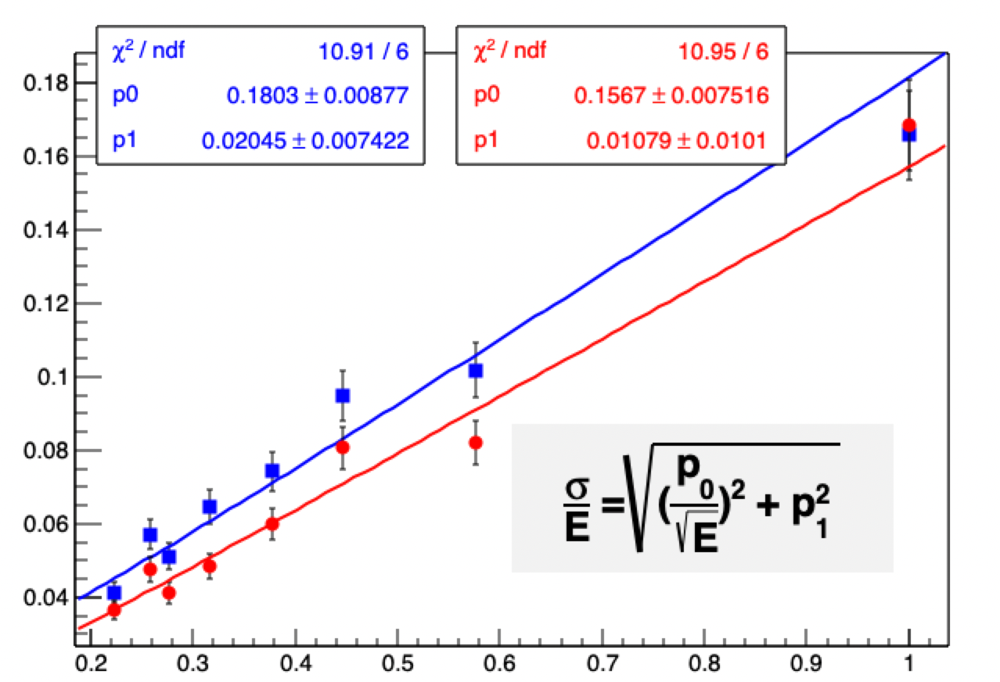 χ² / ndf 10.91 / 6
p0 0.1803 ± 0.00877
p1 0.02045 ± 0.007422
χ² / ndf 10.95 / 6
p0 0.1567 ± 0.007516
p1 0.01079 ± 0.0101
0.18
0.16
0.14
0.12
0.1
0.08
0.06
0.04
σ/E =√((p₀/√E)² + p₁²)
0.2 0.3 0.4 0.5 0.6 0.7 0.8 0.9 1